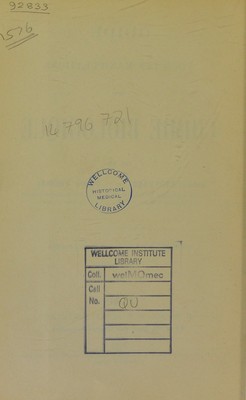 92833
1576
14796 721
WELLCOME
HISTORICAL
MEDICAL
LIBRARY
WELLCOME INSTITUTE
LIBRARY
Coll. welMOmec
Call
No. QU